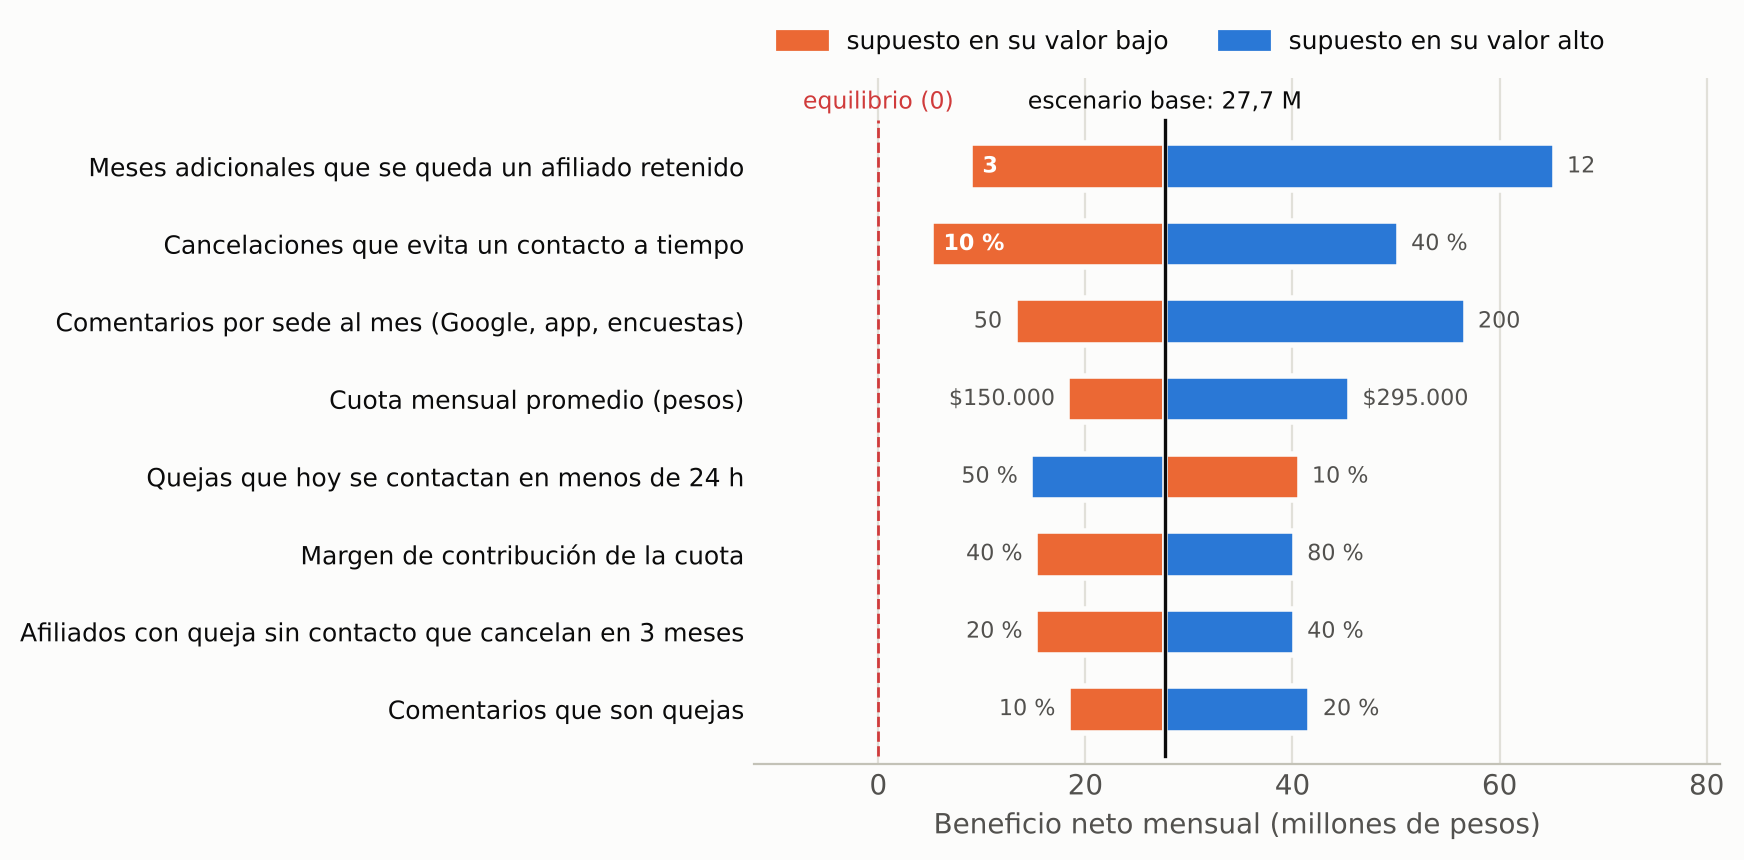 supuesto en su valor bajo
supuesto en su valor alto
equilibrio (0)
escenario base: 27,7 M
Meses adicionales que se queda un afiliado retenido
3
12
Cancelaciones que evita un contacto a tiempo
10 %
40 %
Comentarios por sede al mes (Google, app, encuestas)
50
200
Cuota mensual promedio (pesos)
$150.000
$295.000
Quejas que hoy se contactan en menos de 24 h
50 %
10 %
Margen de contribución de la cuota
40 %
80 %
Afiliados con queja sin contacto que cancelan en 3 meses
20 %
40 %
Comentarios que son quejas
10 %
20 %
0
20
40
60
80
Beneficio neto mensual (millones de pesos)